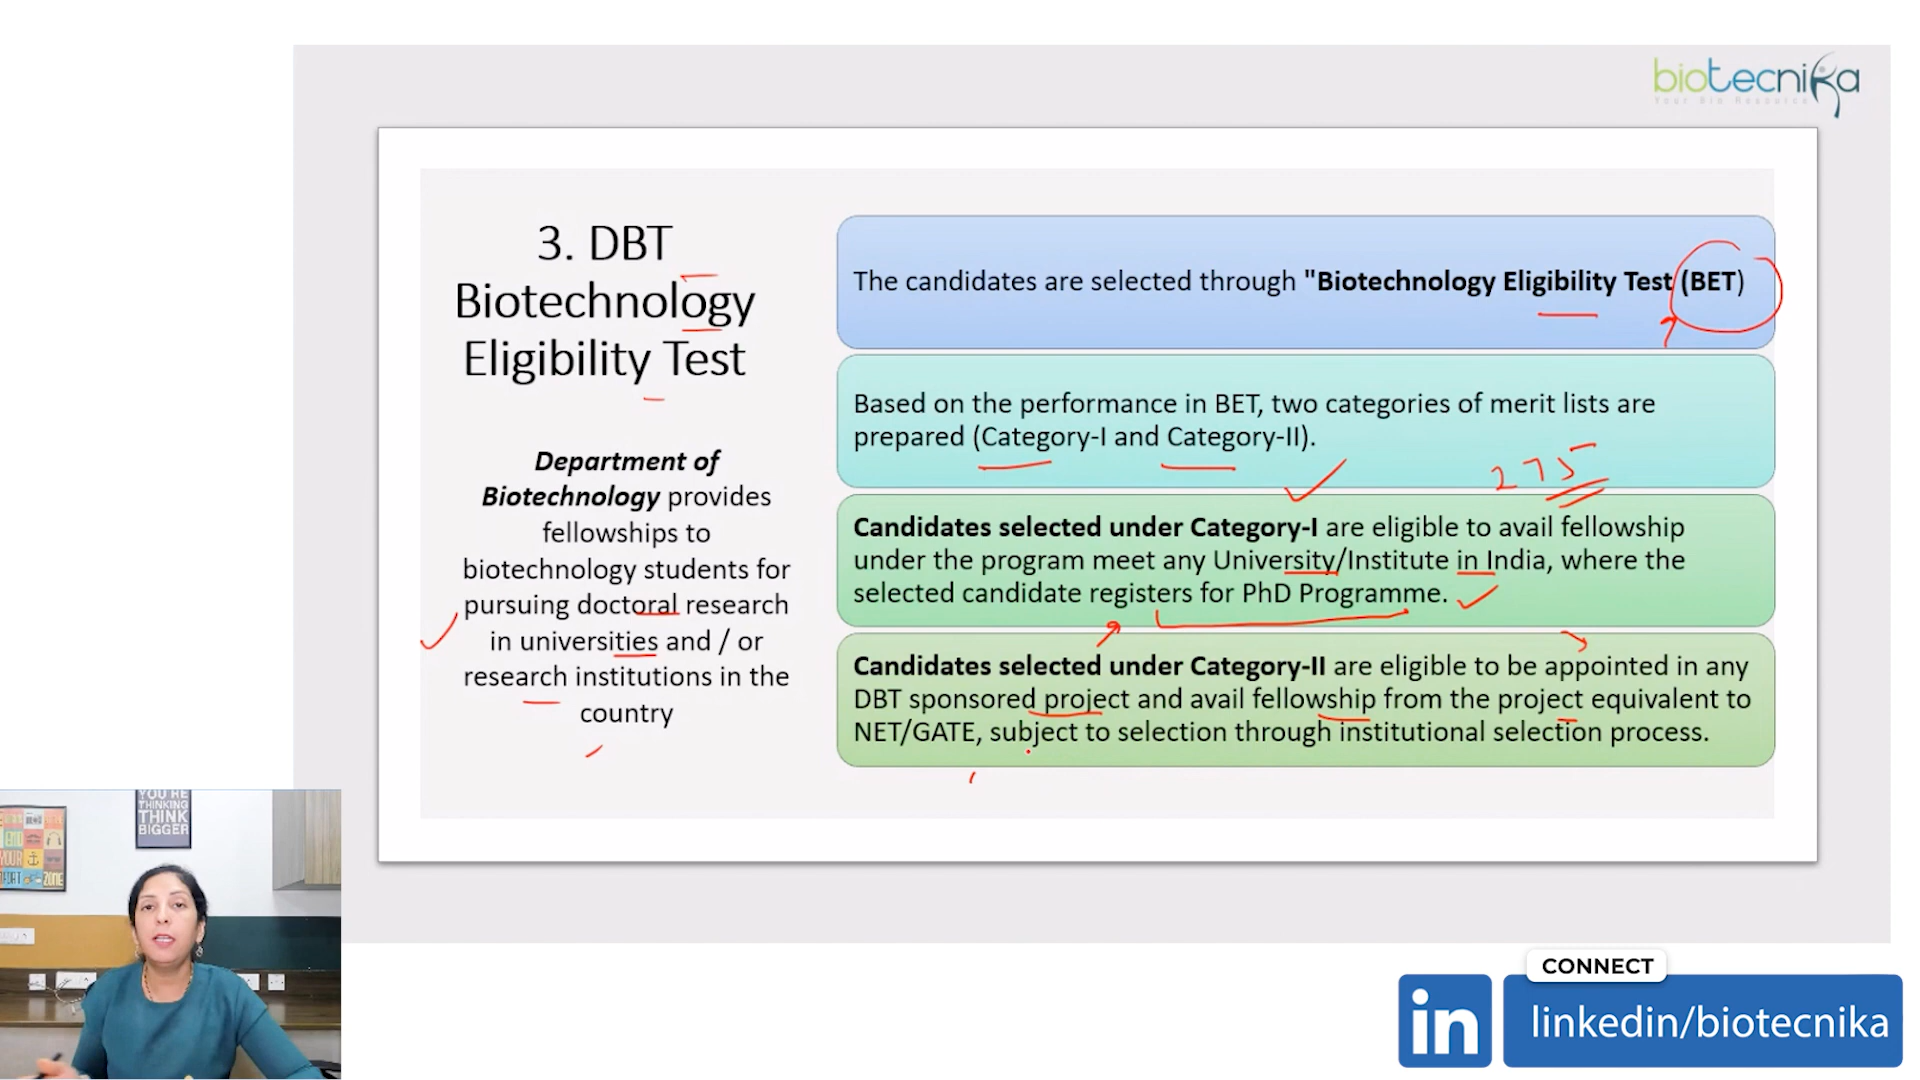 biotecnika
Your Bio Resource
3. DBT
Biotechnology
Eligibility Test
Department of
Biotechnology provides
fellowships to
biotechnology students for
pursuing doctoral research
in universities and / or
research institutions in the
country
The candidates are selected through "Biotechnology Eligibility Test (BET)
Based on the performance in BET, two categories of merit lists are
prepared (Category-I and Category-II).
275
Candidates selected under Category-I are eligible to avail fellowship
under the program meet any University/Institute in India, where the
selected candidate registers for PhD Programme.
Candidates selected under Category-II are eligible to be appointed in any
DBT sponsored project and avail fellowship from the project equivalent to
NET/GATE, subject to selection through institutional selection process.
YOU'RE
THINKING
THINK
BIGGER
YOUR
ZONE
CONNECT
in
linkedin/biotecnika